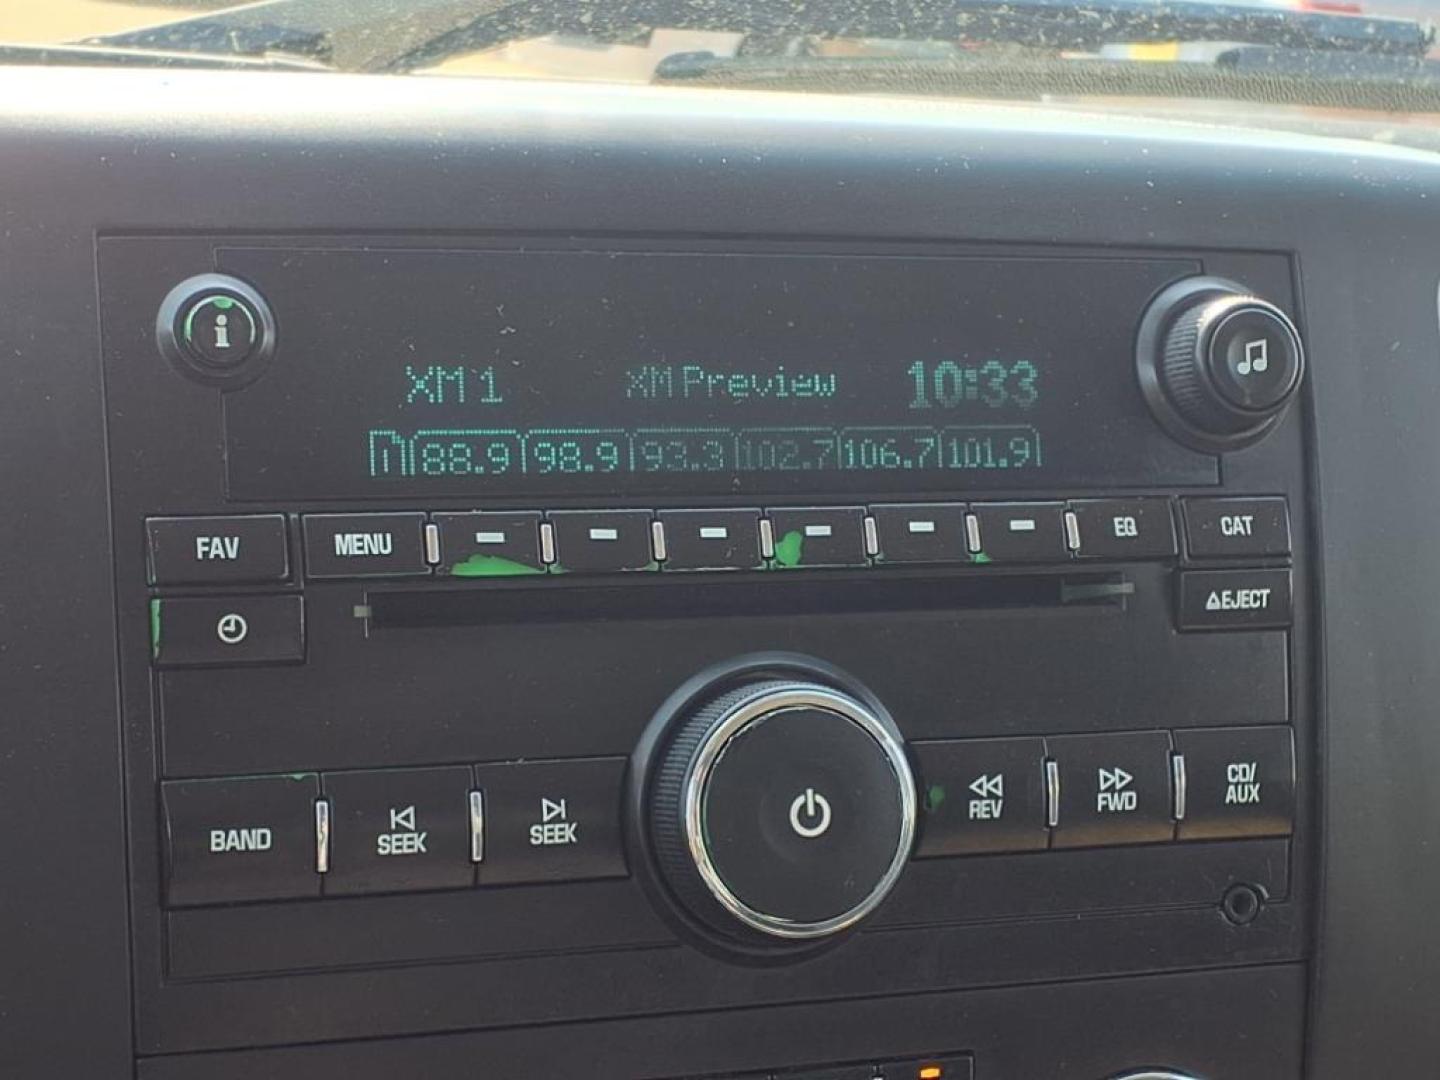 XM 1 XM Preview 10:33
1 88.9 98.9 93.3 102.7 106.7 101.9
FAV MENU EQ CAT
EJECT
BAND SEEK SEEK REV FWD CD/
AUX